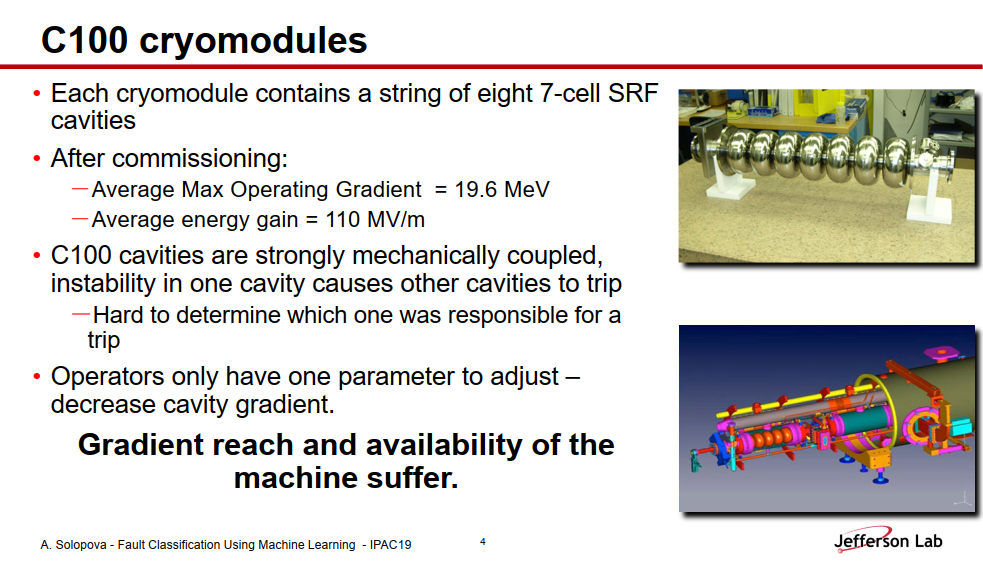 C100 cryomodules
• Each cryomodule contains a string of eight 7-cell SRF
cavities
• After commissioning:
—Average Max Operating Gradient = 19.6 MeV
—Average energy gain = 110 MV/m
• C100 cavities are strongly mechanically coupled,
instability in one cavity causes other cavities to trip
—Hard to determine which one was responsible for a
trip
• Operators only have one parameter to adjust –
decrease cavity gradient.
Gradient reach and availability of the
machine suffer.
A. Solopova - Fault Classification Using Machine Learning - IPAC19
4
Jefferson Lab